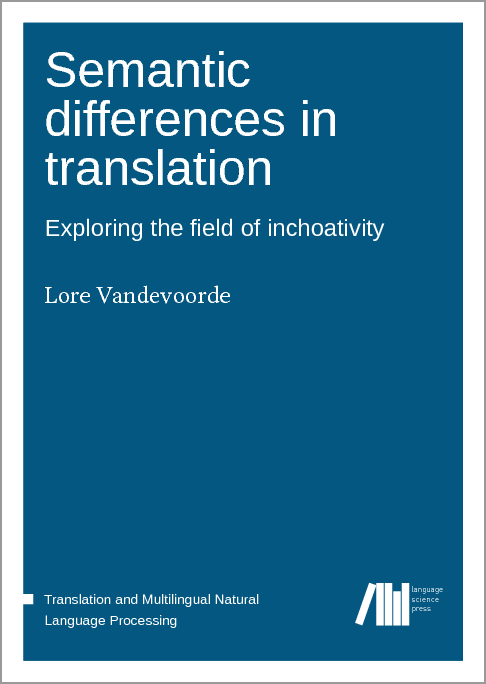 Semantic
differences in
translation
Exploring the field of inchoativity
Lore Vandevoorde
Translation and Multilingual Natural
Language Processing
language
science
press